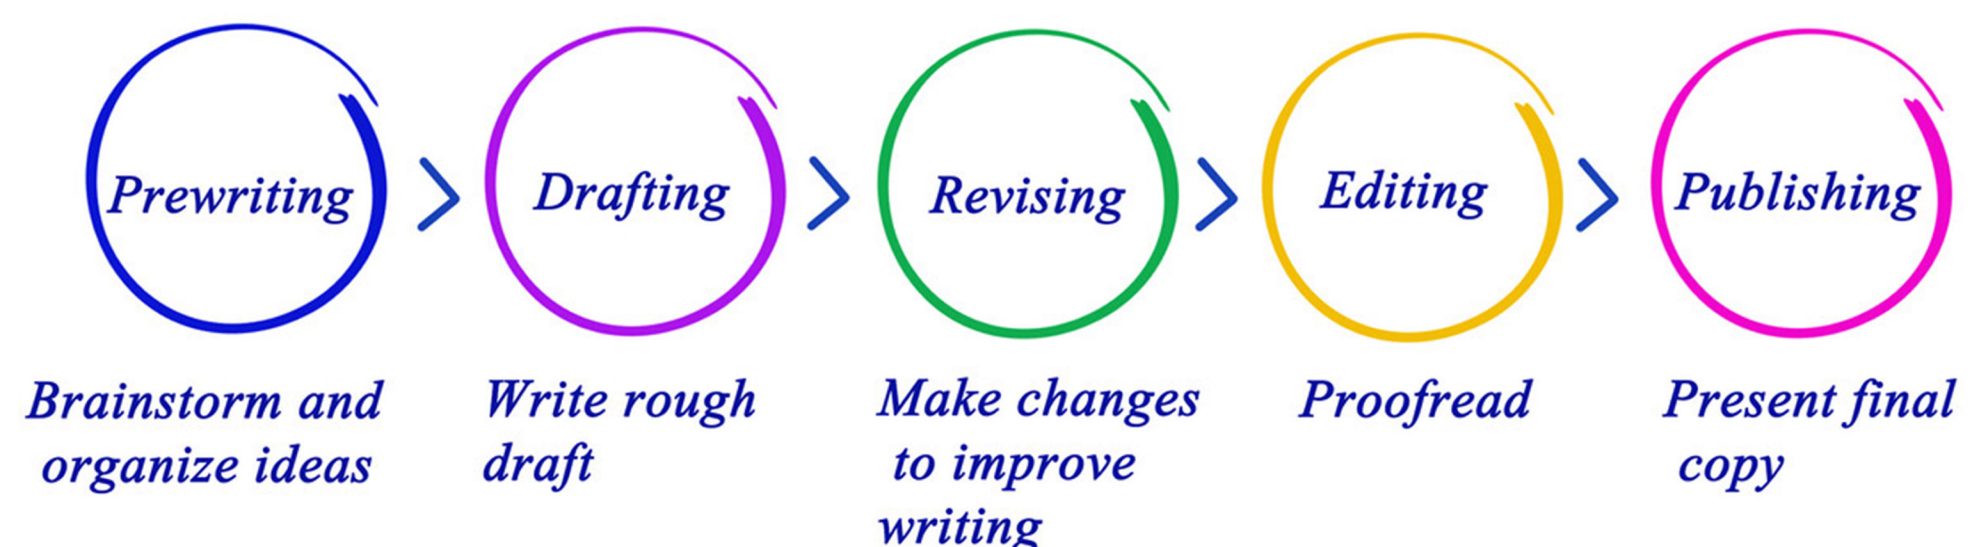 Prewriting
Drafting
Revising
Editing
Publishing
Brainstorm and
organize ideas
Write rough
draft
Make changes
to improve
writing
Proofread
Present final
copy